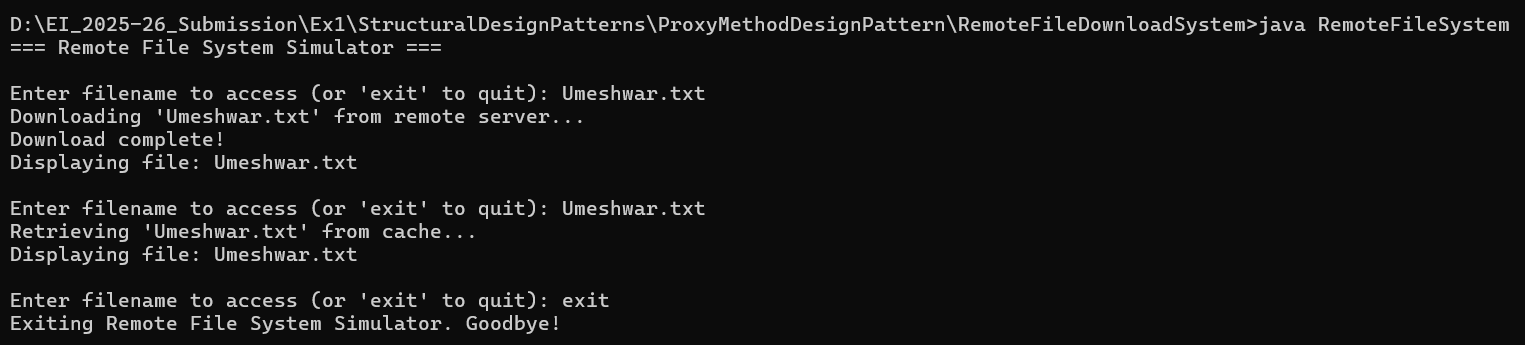 D:\EI_2025-26_Submission\Ex1\StructuralDesignPatterns\ProxyMethodDesignPattern\RemoteFileDownloadSystem>java RemoteFileSystem
=== Remote File System Simulator ===
Enter filename to access (or 'exit' to quit): Umeshwar.txt
Downloading 'Umeshwar.txt' from remote server...
Download complete!
Displaying file: Umeshwar.txt
Enter filename to access (or 'exit' to quit): Umeshwar.txt
Retrieving 'Umeshwar.txt' from cache...
Displaying file: Umeshwar.txt
Enter filename to access (or 'exit' to quit): exit
Exiting Remote File System Simulator. Goodbye!